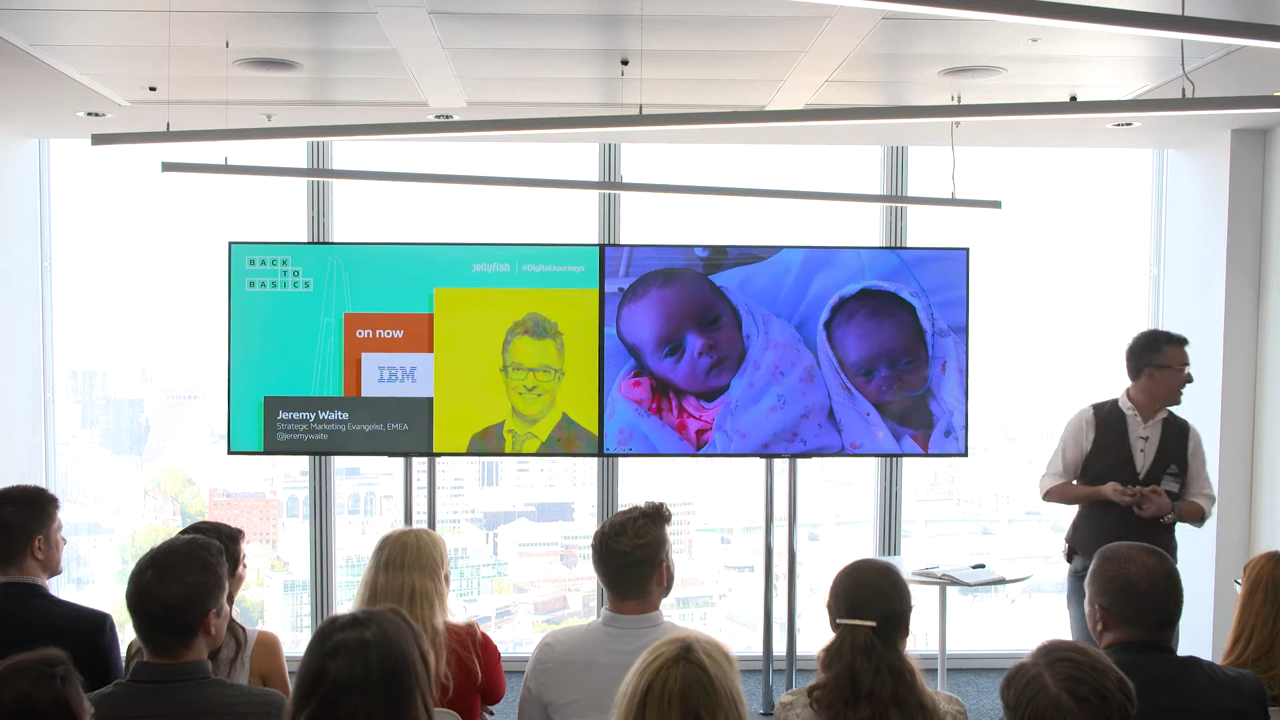 BACK
TO
BASICS
jellyfish | #DigitalJourneys
on now
IBM
Jeremy Waite
Strategic Marketing Evangelist, EMEA
@jeremywaite